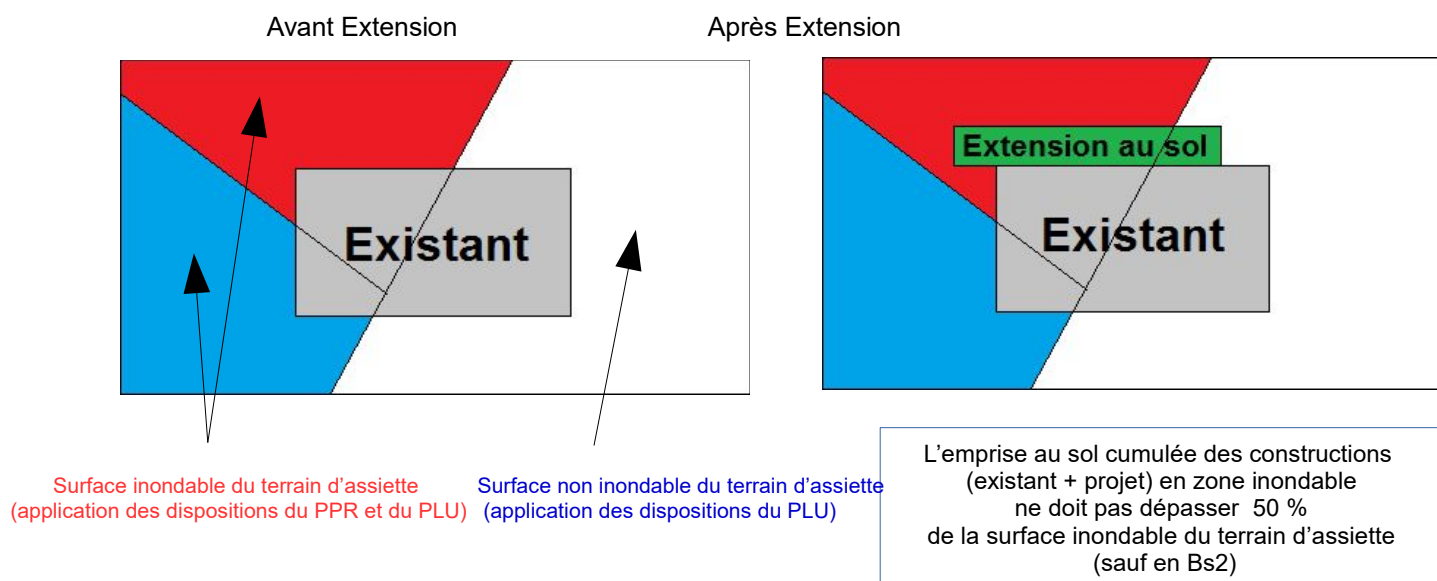 Avant Extension
Après Extension
Existant
Extension au sol
Existant
Surface inondable du terrain d’assiette
(application des dispositions du PPR et du PLU)
Surface non inondable du terrain d’assiette
(application des dispositions du PLU)
L’emprise au sol cumulée des constructions
(existant + projet) en zone inondable
ne doit pas dépasser 50 %
de la surface inondable du terrain d’assiette
(sauf en Bs2)